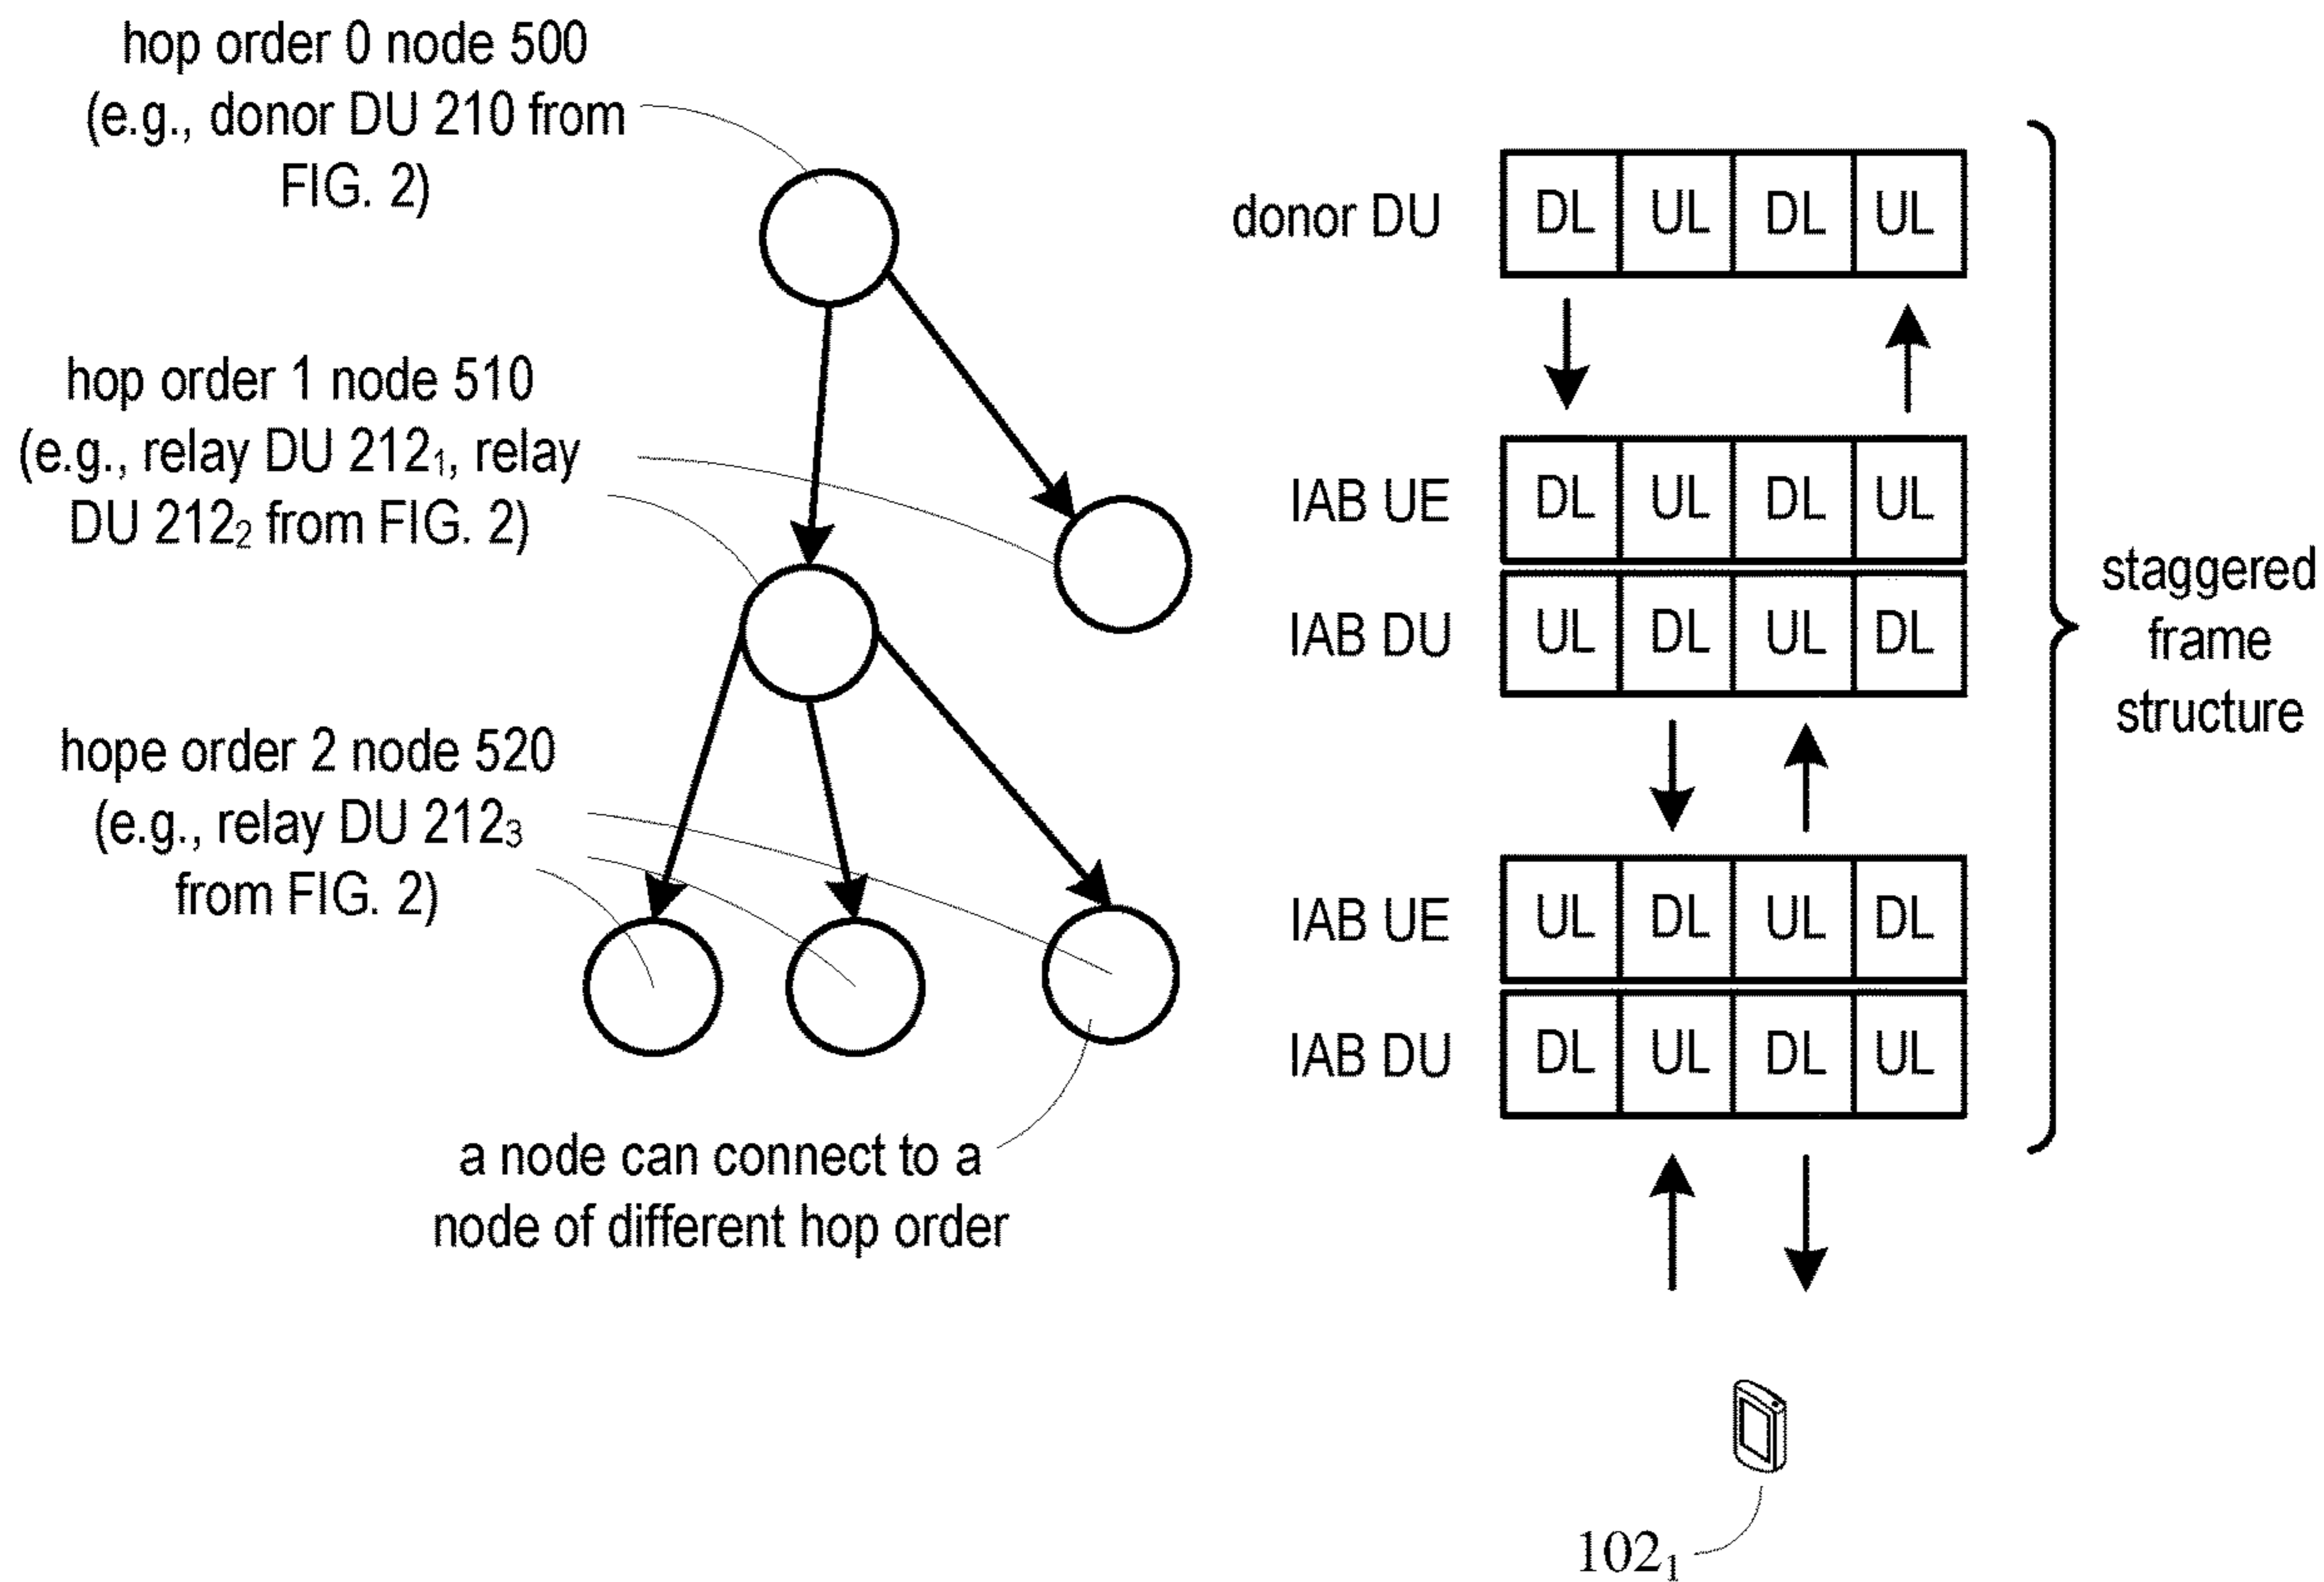 hop order 0 node 500
(e.g., donor DU 210 from
FIG. 2)
hop order 1 node 510
(e.g., relay DU 212₁, relay
DU 212₂ from FIG. 2)
hope order 2 node 520
(e.g., relay DU 212₃
from FIG. 2)
a node can connect to a
node of different hop order
donor DU DL UL DL UL
IAB UE DL UL DL UL
IAB DU UL DL UL DL
IAB UE UL DL UL DL
IAB DU DL UL DL UL
staggered
frame
structure
102₁